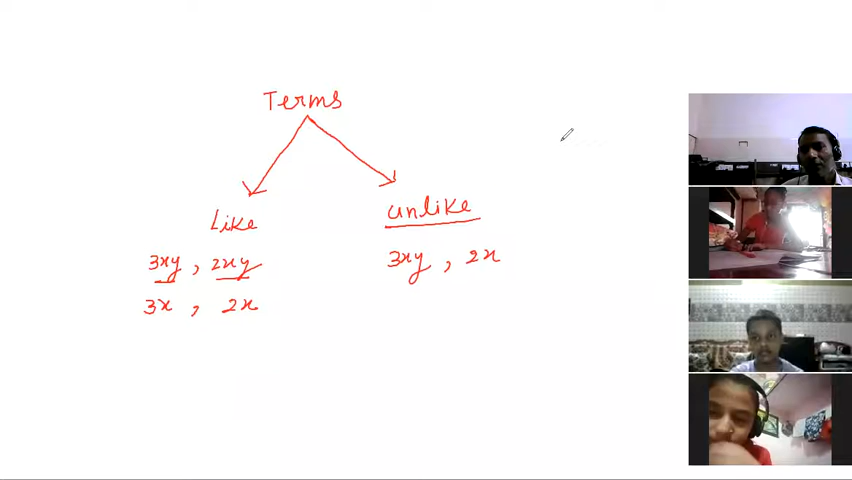 Terms
Like
unlike
3xy , 2xy
3xy , 2x
3x , 2x